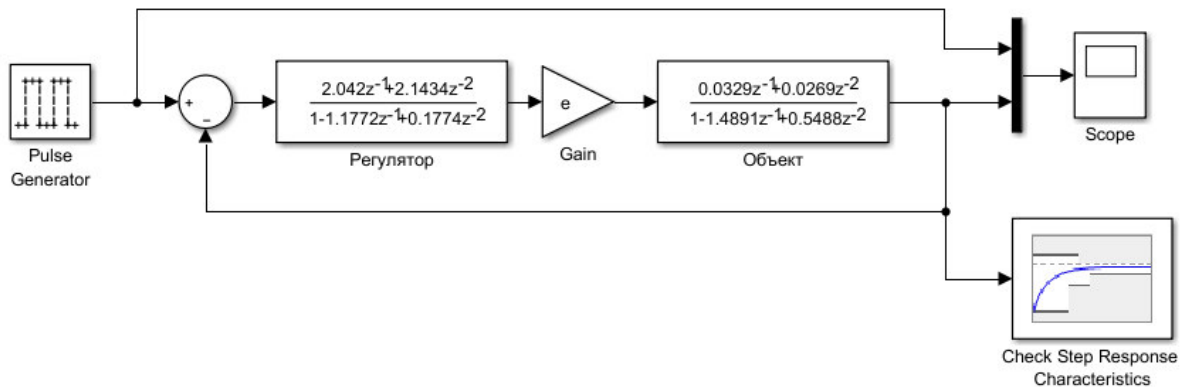 Pulse
Generator
+
−
2.042z-1+2.1434z-2
1-1.1772z-1+0.1774z-2
Регулятор
e
Gain
0.0329z-1+0.0269z-2
1-1.4891z-1+0.5488z-2
Объект
Scope
Check Step Response
Characteristics